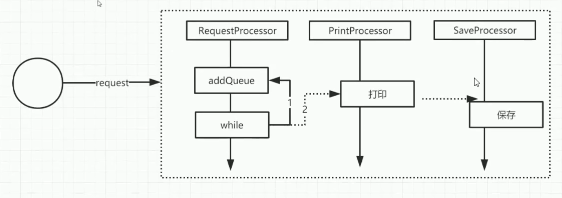 RequestProcessor
PrintProcessor
SaveProcessor
request
addQueue
1
2
打印
while
保存